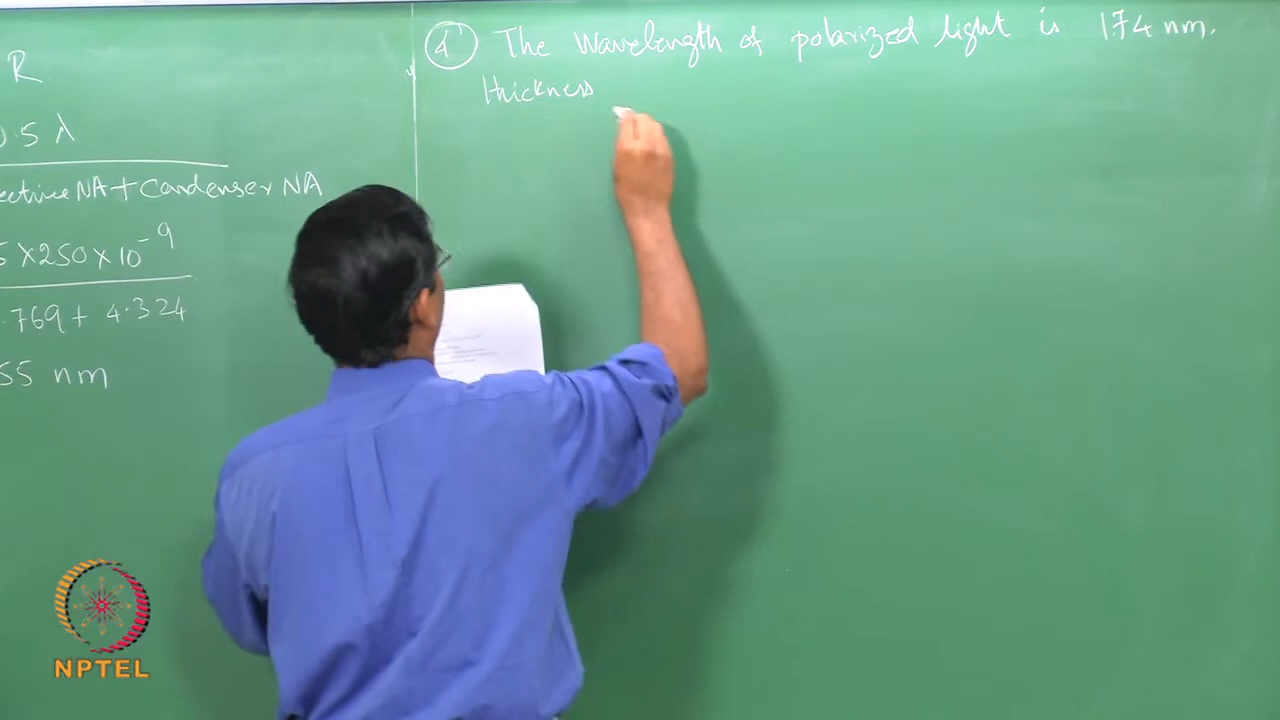 R
0.5 λ
ective NA + Condenser NA
5 X 250 X 10⁻⁹
.769 + 4.324
55 nm
4 The Wavelength of polarized light is 174 nm.
thickness
NPTEL